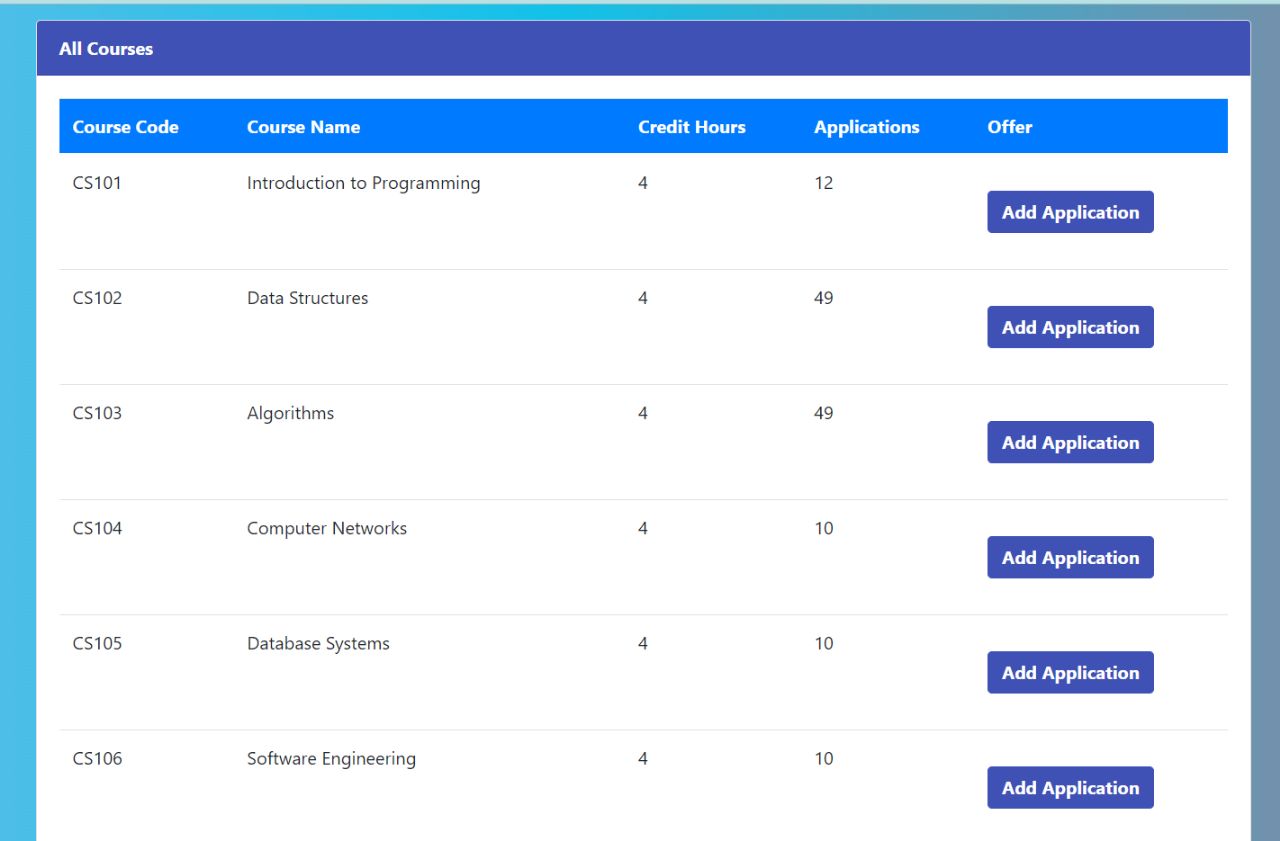 All Courses
Course Code Course Name Credit Hours Applications Offer
CS101 Introduction to Programming 4 12
Add Application
CS102 Data Structures 4 49
Add Application
CS103 Algorithms 4 49
Add Application
CS104 Computer Networks 4 10
Add Application
CS105 Database Systems 4 10
Add Application
CS106 Software Engineering 4 10
Add Application